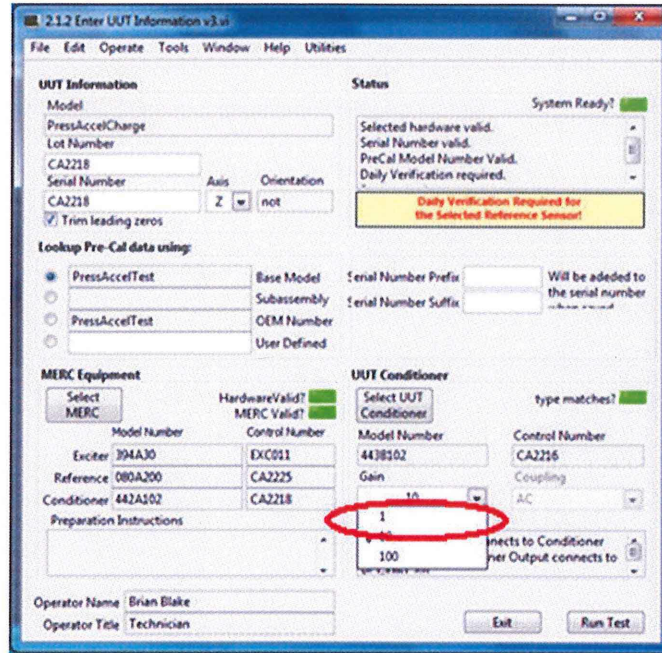 2.1.2 Enter UUT Information v3.vi
File Edit Operate Tools Window Help Utilities
UUT Information
Model
PressAccelCharge
Lot Number
CA2218
Serial Number Axis Orientation
CA2218 Z not
Trim leading zeros
Status
System Ready?
Selected hardware valid.
Serial Number valid.
PreCal Model Number Valid.
Daily Verification required.
Daily Verification Required for
the Selected Reference Sensor!
Lookup Pre-Cal data using:
PressAccelTest Base Model
Subassembly
PressAccelTest OEM Number
User Defined
Serial Number Prefix
Serial Number Suffix
Will be adeded to
the serial number
MERC Equipment
Select
MERC
HardwareValid?
MERC Valid?
Model Number Control Number
Exciter 394A30 EXC011
Reference 080A200 CA2225
Conditioner 442A102 CA2218
Preparation Instructions
UUT Conditioner
Select UUT
Conditioner
type matches?
Model Number Control Number
443B102 CA2216
Gain Coupling
10 AC
1
100
nects to Conditioner
ner Output connects to
Operator Name Brian Blake
Operator Title Technician
Exit Run Test